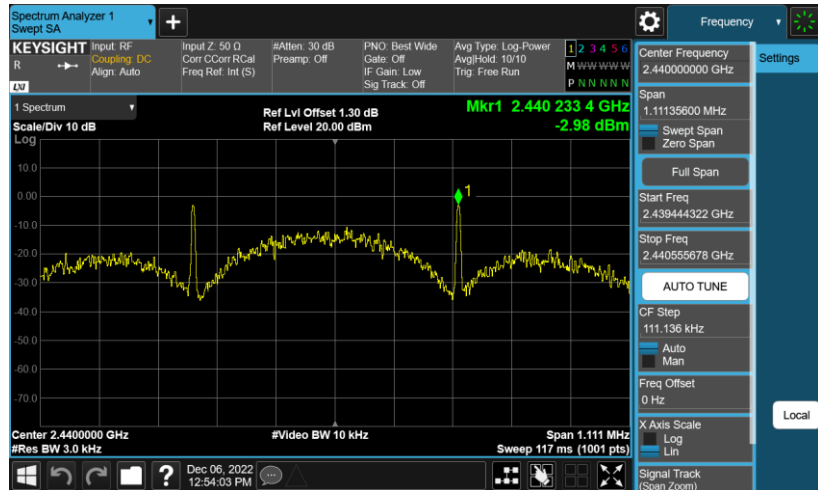 Spectrum Analyzer 1
Swept SA
Frequency
KEYSIGHT
R
LXI
Input: RF
Coupling: DC
Align: Auto
Input Z: 50 Ω
Corr CCorr RCal
Freq Ref: Int (S)
#Atten: 30 dB
Preamp: Off
PNO: Best Wide
Gate: Off
IF Gain: Low
Sig Track: Off
Avg Type: Log-Power
Avg|Hold: 10/10
Trig: Free Run
1 2 3 4 5 6
M W W W W W
P N N N N N
1 Spectrum
Scale/Div 10 dB
Ref Lvl Offset 1.30 dB
Ref Level 20.00 dBm
Mkr1 2.440 233 4 GHz
-2.98 dBm
Log
10.0
0.00
-10.0
-20.0
-30.0
-40.0
-50.0
-60.0
-70.0
1
Center 2.4400000 GHz
#Res BW 3.0 kHz
#Video BW 10 kHz
Span 1.111 MHz
Sweep 117 ms (1001 pts)
?
Dec 06, 2022
12:54:03 PM
Center Frequency
2.440000000 GHz
Span
1.11135600 MHz
Swept Span
Zero Span
Full Span
Start Freq
2.439444322 GHz
Stop Freq
2.440555678 GHz
AUTO TUNE
CF Step
111.136 kHz
Auto
Man
Freq Offset
0 Hz
X Axis Scale
Log
Lin
Signal Track
(Span Zoom)
Settings
Local